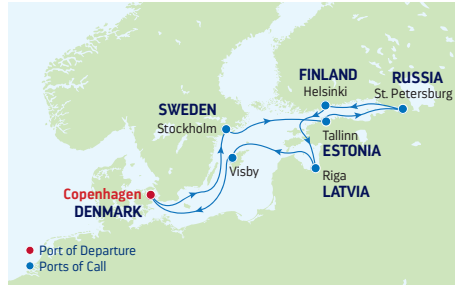 FINLAND
Helsinki
RUSSIA
St. Petersburg
SWEDEN
Stockholm
Tallinn
ESTONIA
Visby
Riga
LATVIA
Copenhagen
DENMARK
Port of Departure
Ports of Call